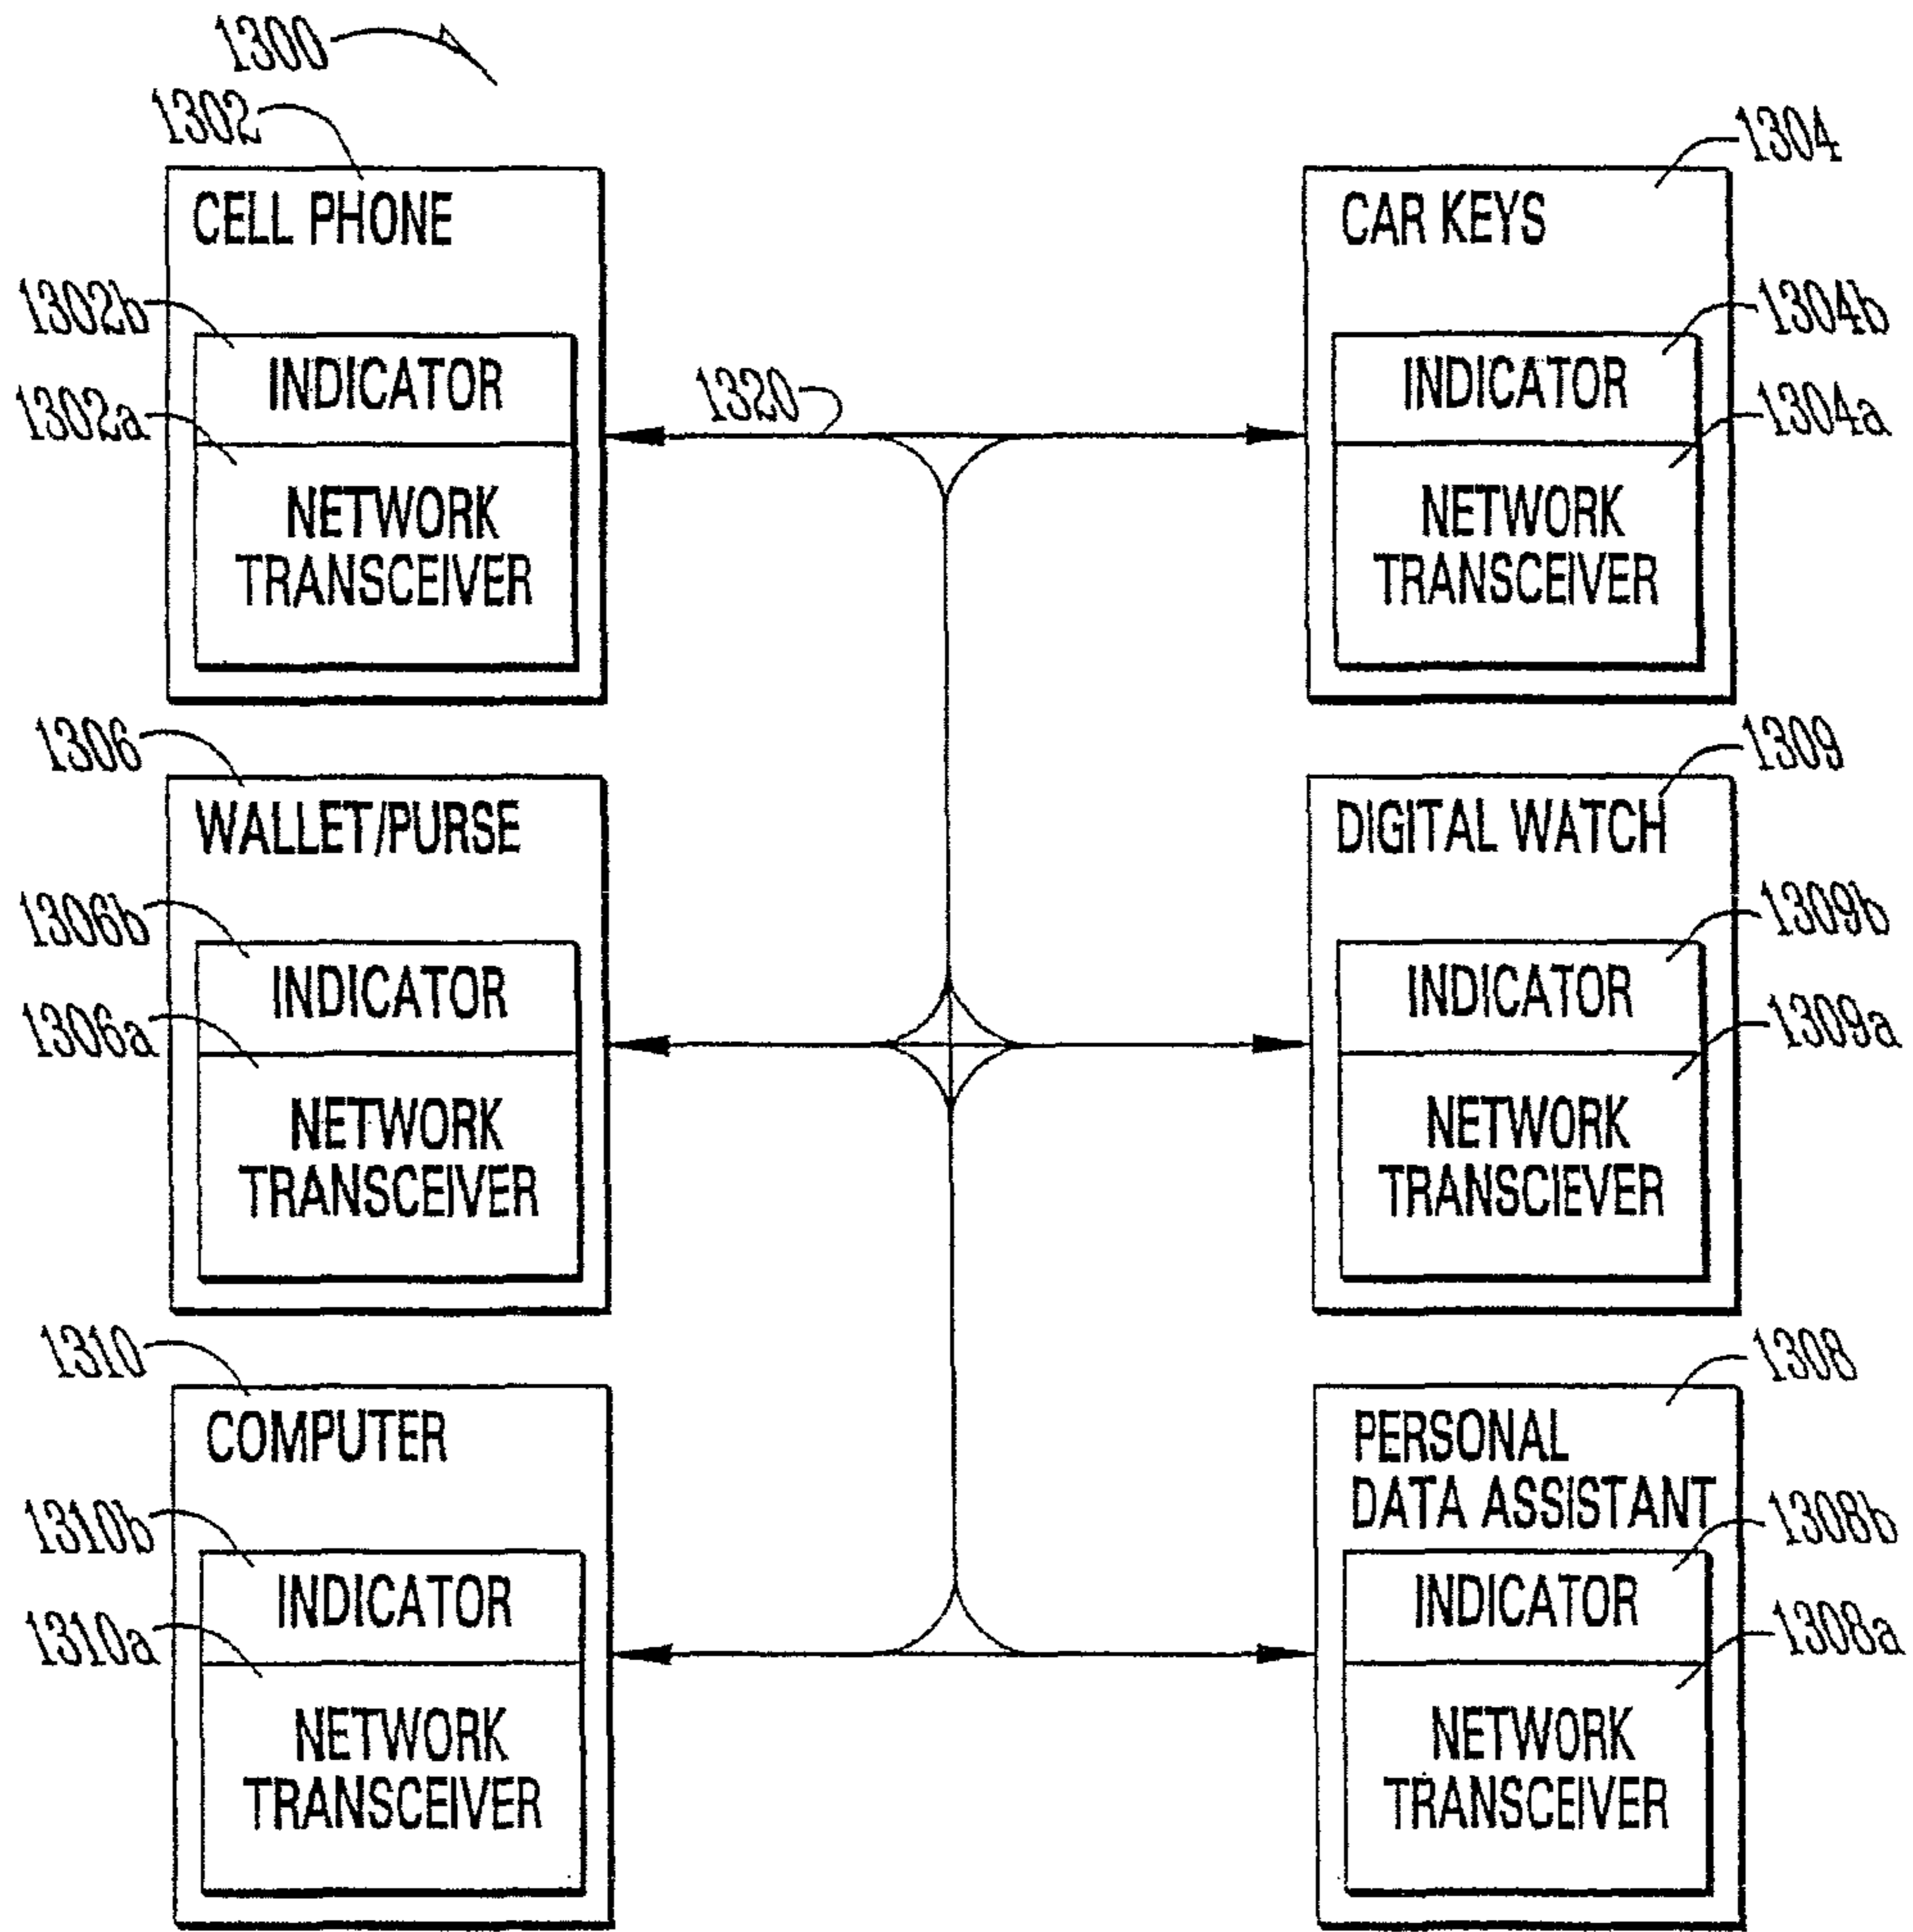 1300
1302
CELL PHONE
1302b
INDICATOR
1302a
NETWORK
TRANSCEIVER
1320
1304
CAR KEYS
1304b
INDICATOR
1304a
NETWORK
TRANSCEIVER
1306
WALLET/PURSE
1306b
INDICATOR
1306a
NETWORK
TRANSCEIVER
1309
DIGITAL WATCH
1309b
INDICATOR
1309a
NETWORK
TRANSCIEVER
1310
COMPUTER
1310b
INDICATOR
1310a
NETWORK
TRANSCEIVER
1308
PERSONAL
DATA ASSISTANT
1308b
INDICATOR
1308a
NETWORK
TRANSCEIVER